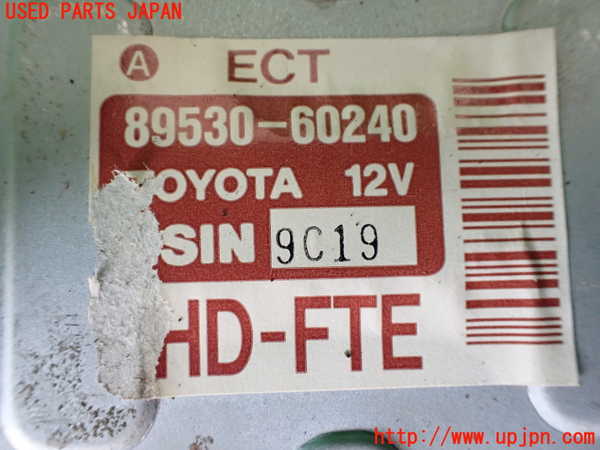 USED PARTS JAPAN
A ECT
89530-60240
OYOTA 12V
SIN 9C19
HD-FTE
http://www.upjpn.com/